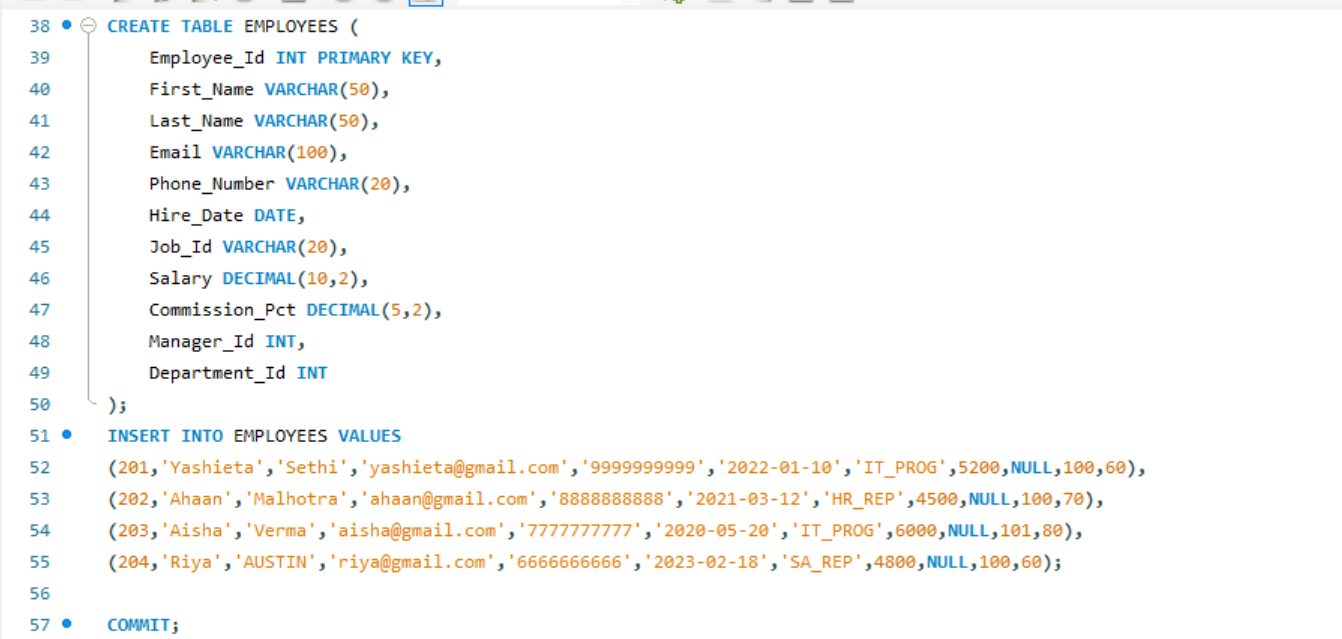 38 CREATE TABLE EMPLOYEES (
39 Employee_Id INT PRIMARY KEY,
40 First_Name VARCHAR(50),
41 Last_Name VARCHAR(50),
42 Email VARCHAR(100),
43 Phone_Number VARCHAR(20),
44 Hire_Date DATE,
45 Job_Id VARCHAR(20),
46 Salary DECIMAL(10,2),
47 Commission_Pct DECIMAL(5,2),
48 Manager_Id INT,
49 Department_Id INT
50 );
51 INSERT INTO EMPLOYEES VALUES
52 (201,'Yashieta','Sethi','yashieta@gmail.com','9999999999','2022-01-10','IT_PROG',5200,NULL,100,60),
53 (202,'Ahaan','Malhotra','ahaan@gmail.com','8888888888','2021-03-12','HR_REP',4500,NULL,100,70),
54 (203,'Aisha','Verma','aisha@gmail.com','7777777777','2020-05-20','IT_PROG',6000,NULL,101,80),
55 (204,'Riya','AUSTIN','riya@gmail.com','6666666666','2023-02-18','SA_REP',4800,NULL,100,60);
56
57 COMMIT;